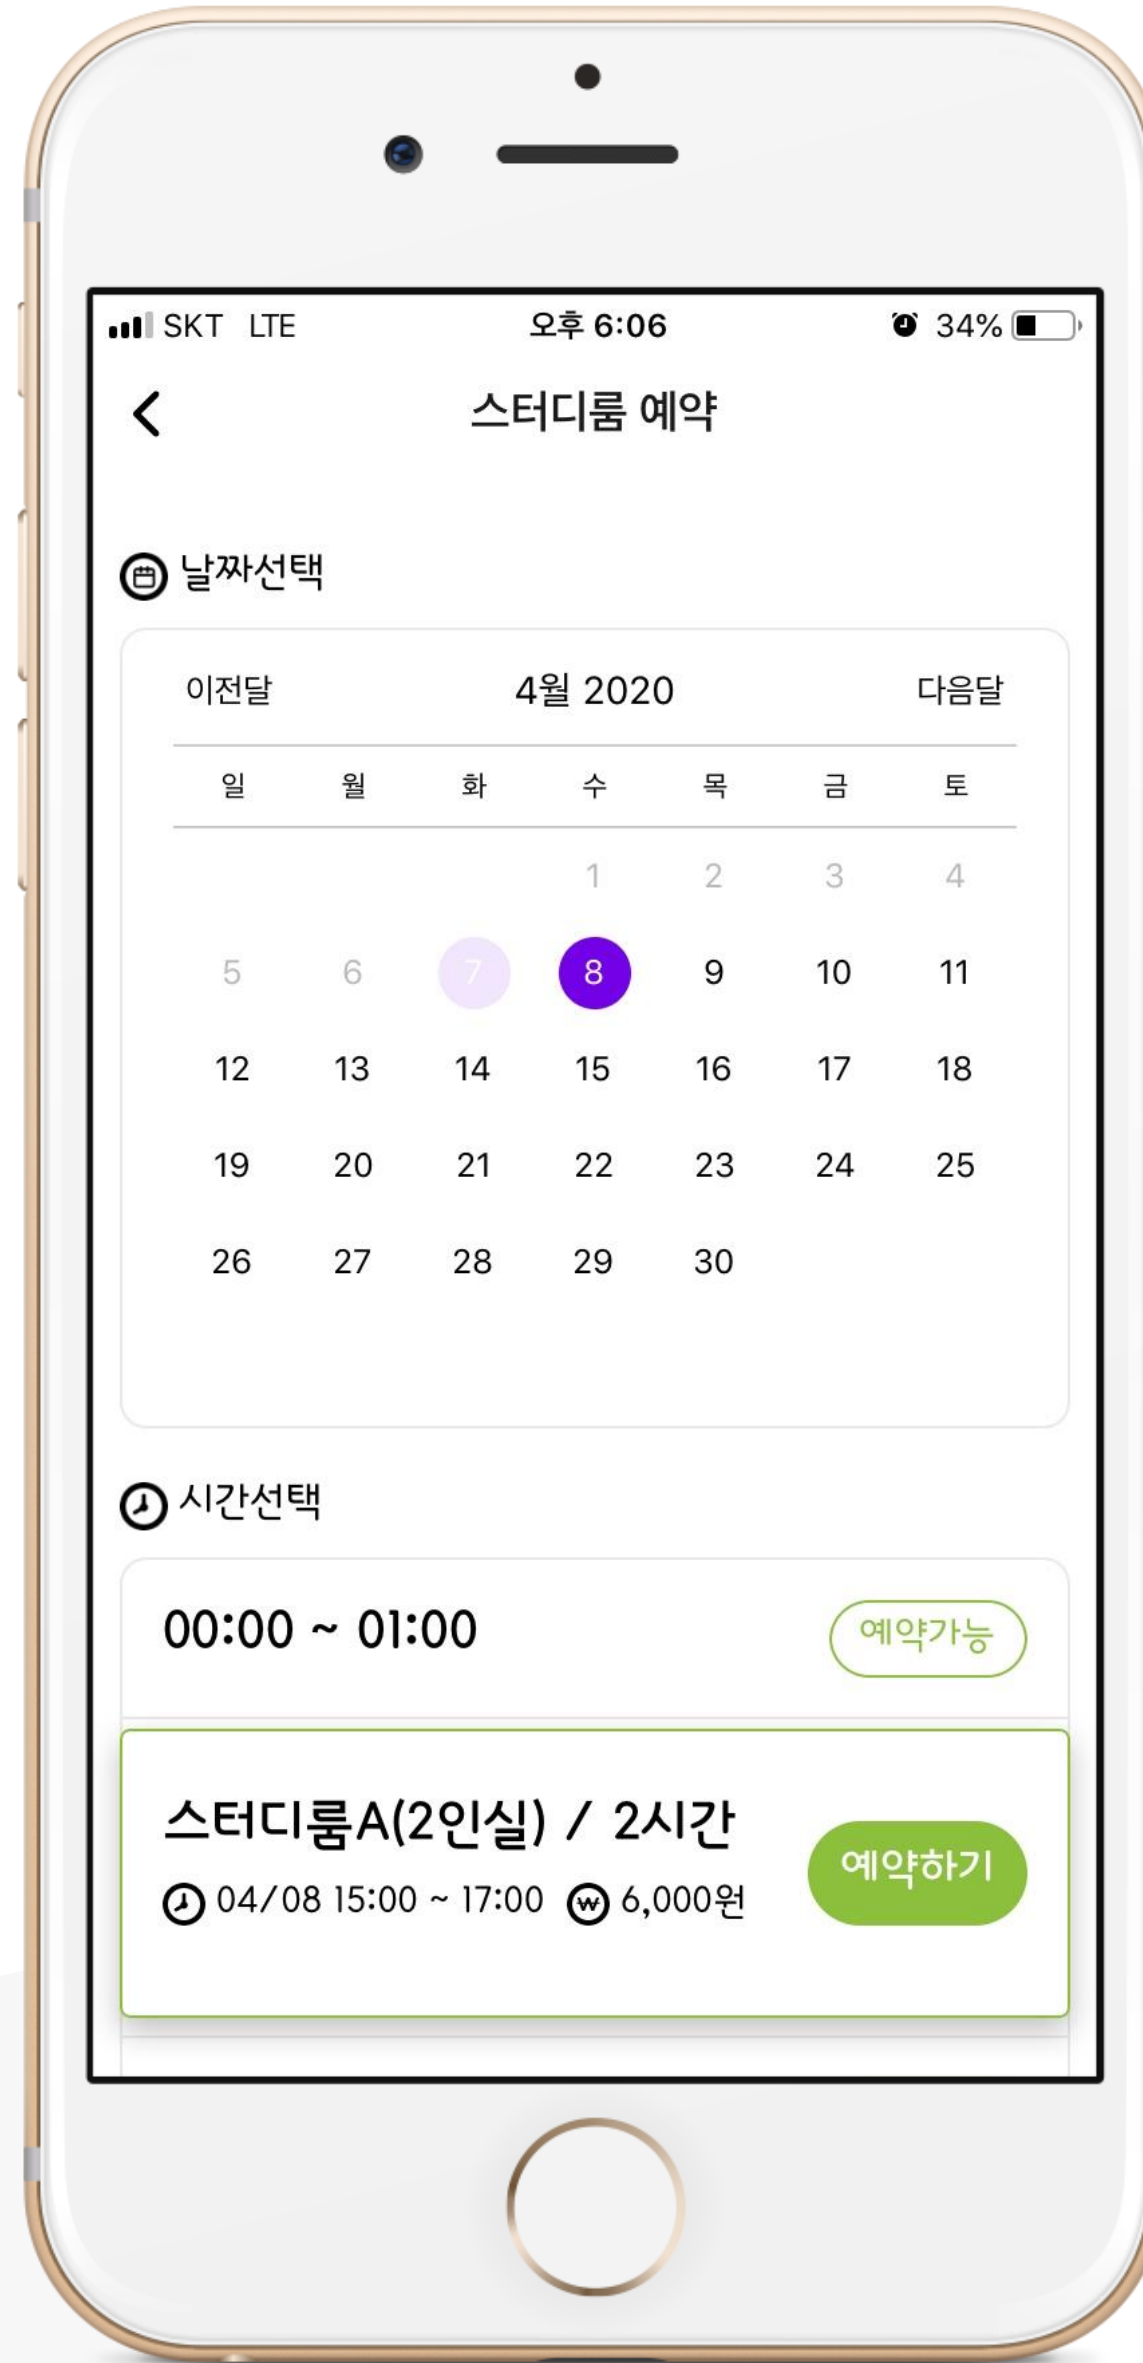 SKT LTE 오후 6:06 34%
스터디룸 예약
날짜선택
이전달 4월 2020 다음달
일 월 화 수 목 금 토
1 2 3 4
5 6 7 8 9 10 11
12 13 14 15 16 17 18
19 20 21 22 23 24 25
26 27 28 29 30
시간선택
00:00 ~ 01:00 예약가능
스터디룸A(2인실) / 2시간
04/08 15:00 ~ 17:00 ₩ 6,000원 예약하기